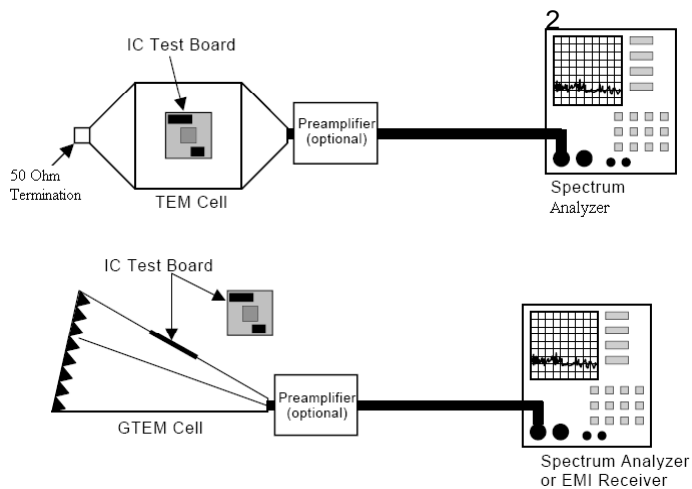 2
IC Test Board
Preamplifier
(optional)
50 Ohm
Termination
TEM Cell
Spectrum
Analyzer
IC Test Board
Preamplifier
(optional)
GTEM Cell
Spectrum Analyzer
or EMI Receiver